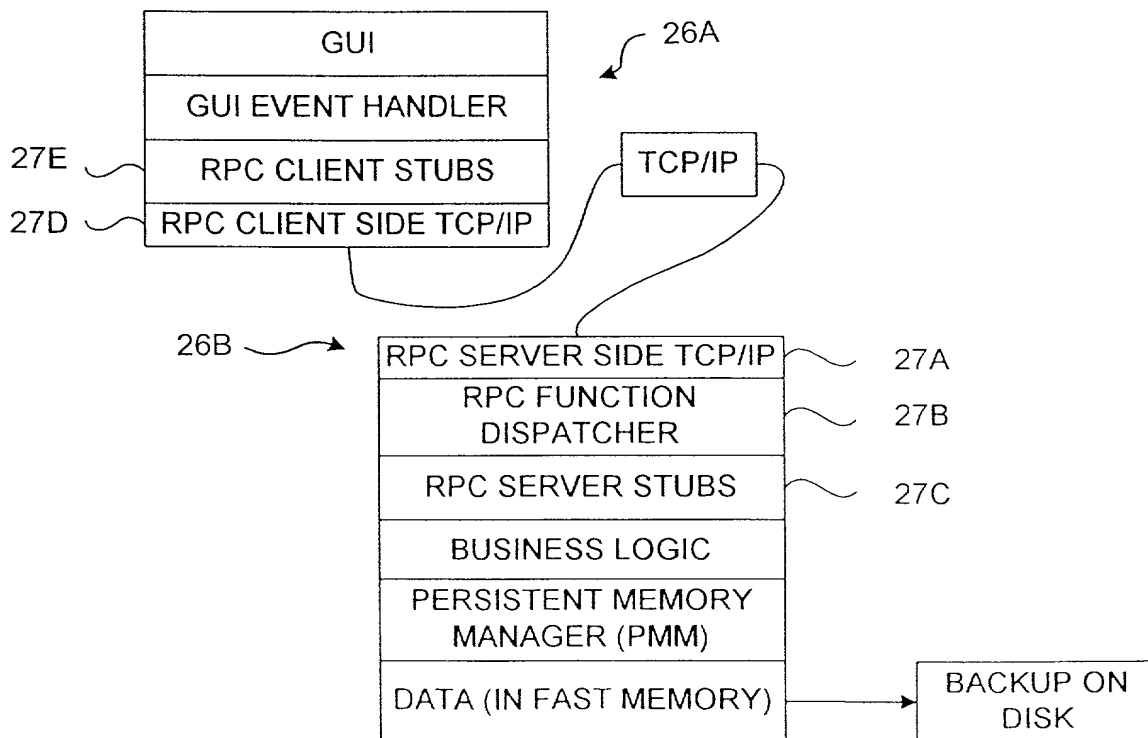 GUI
26A
GUI EVENT HANDLER
27E
RPC CLIENT STUBS
TCP/IP
27D
RPC CLIENT SIDE TCP/IP
26B
RPC SERVER SIDE TCP/IP
27A
RPC FUNCTION
DISPATCHER
27B
RPC SERVER STUBS
27C
BUSINESS LOGIC
PERSISTENT MEMORY
MANAGER (PMM)
DATA (IN FAST MEMORY)
BACKUP ON
DISK